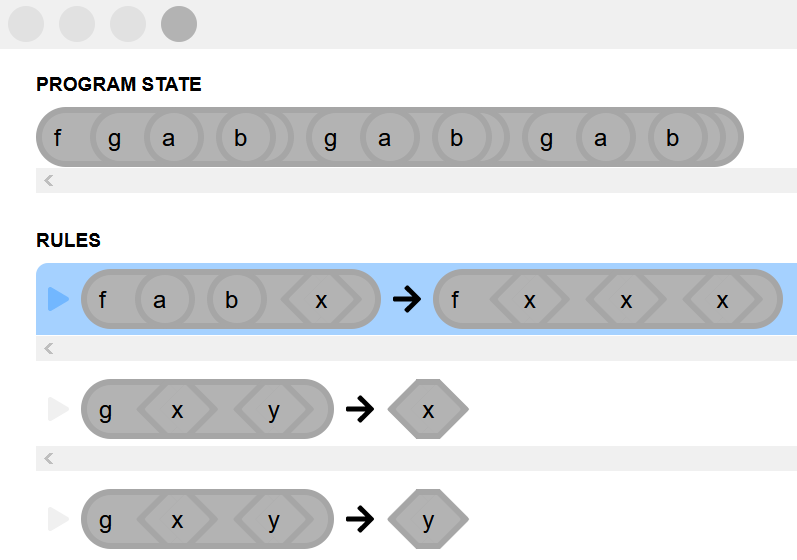 PROGRAM STATE
f g a b g a b g a b
RULES
f a b x → f x x x
g x y → x
g x y → y